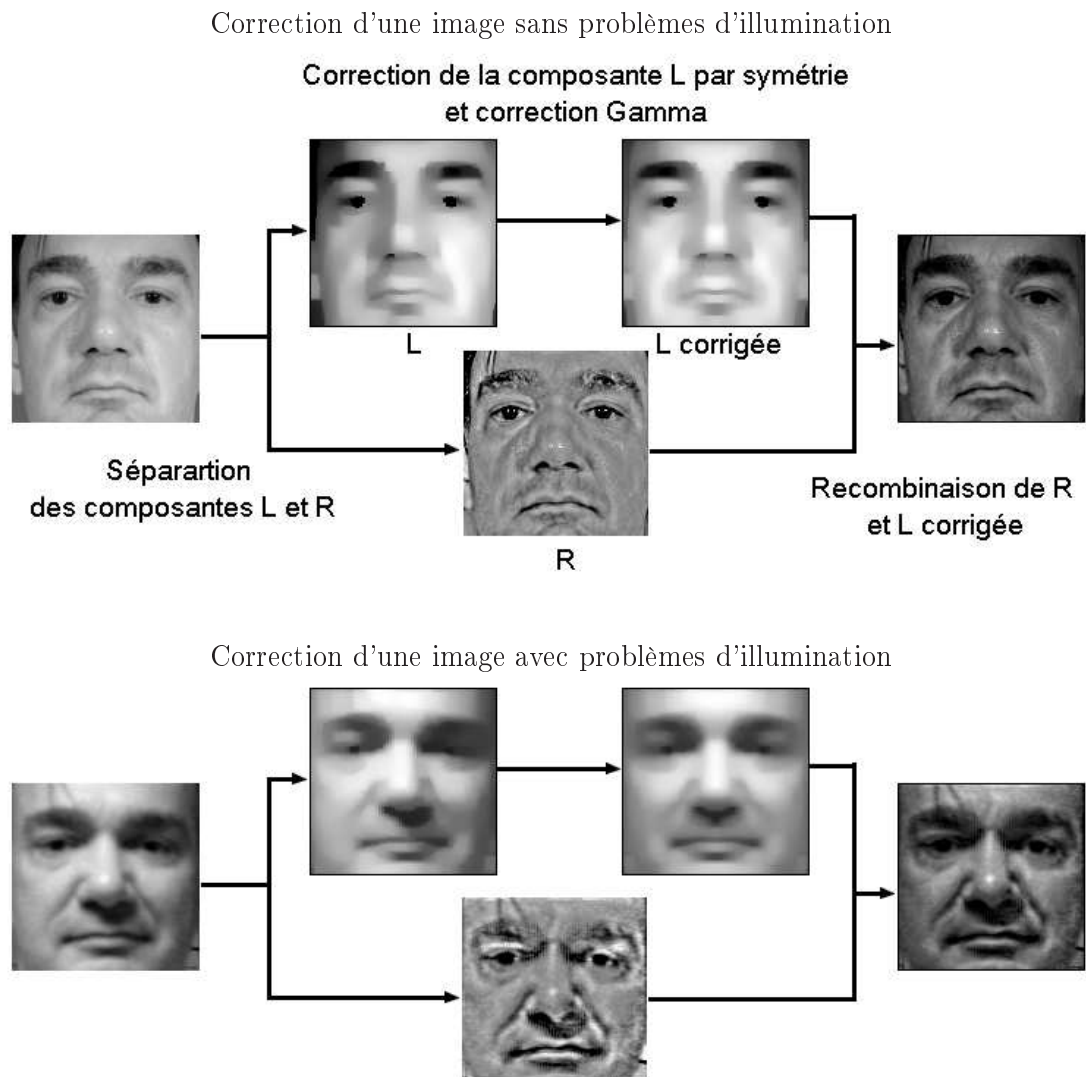 Correction d'une image sans problèmes d'illumination
Correction de la composante L par symétrie
et correction Gamma
L
L corrigée
Séparartion
des composantes L et R
R
Recombinaison de R
et L corrigée
Correction d'une image avec problèmes d'illumination